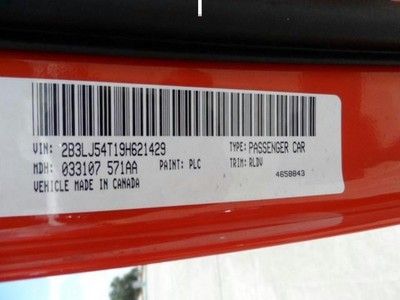 VIN: 2B3LJ54T19H621429 TYPE: PASSENGER CAR
MDH: 033107 571AA PAINT: PLC TRIM: RLDV
VEHICLE MADE IN CANADA 4658843